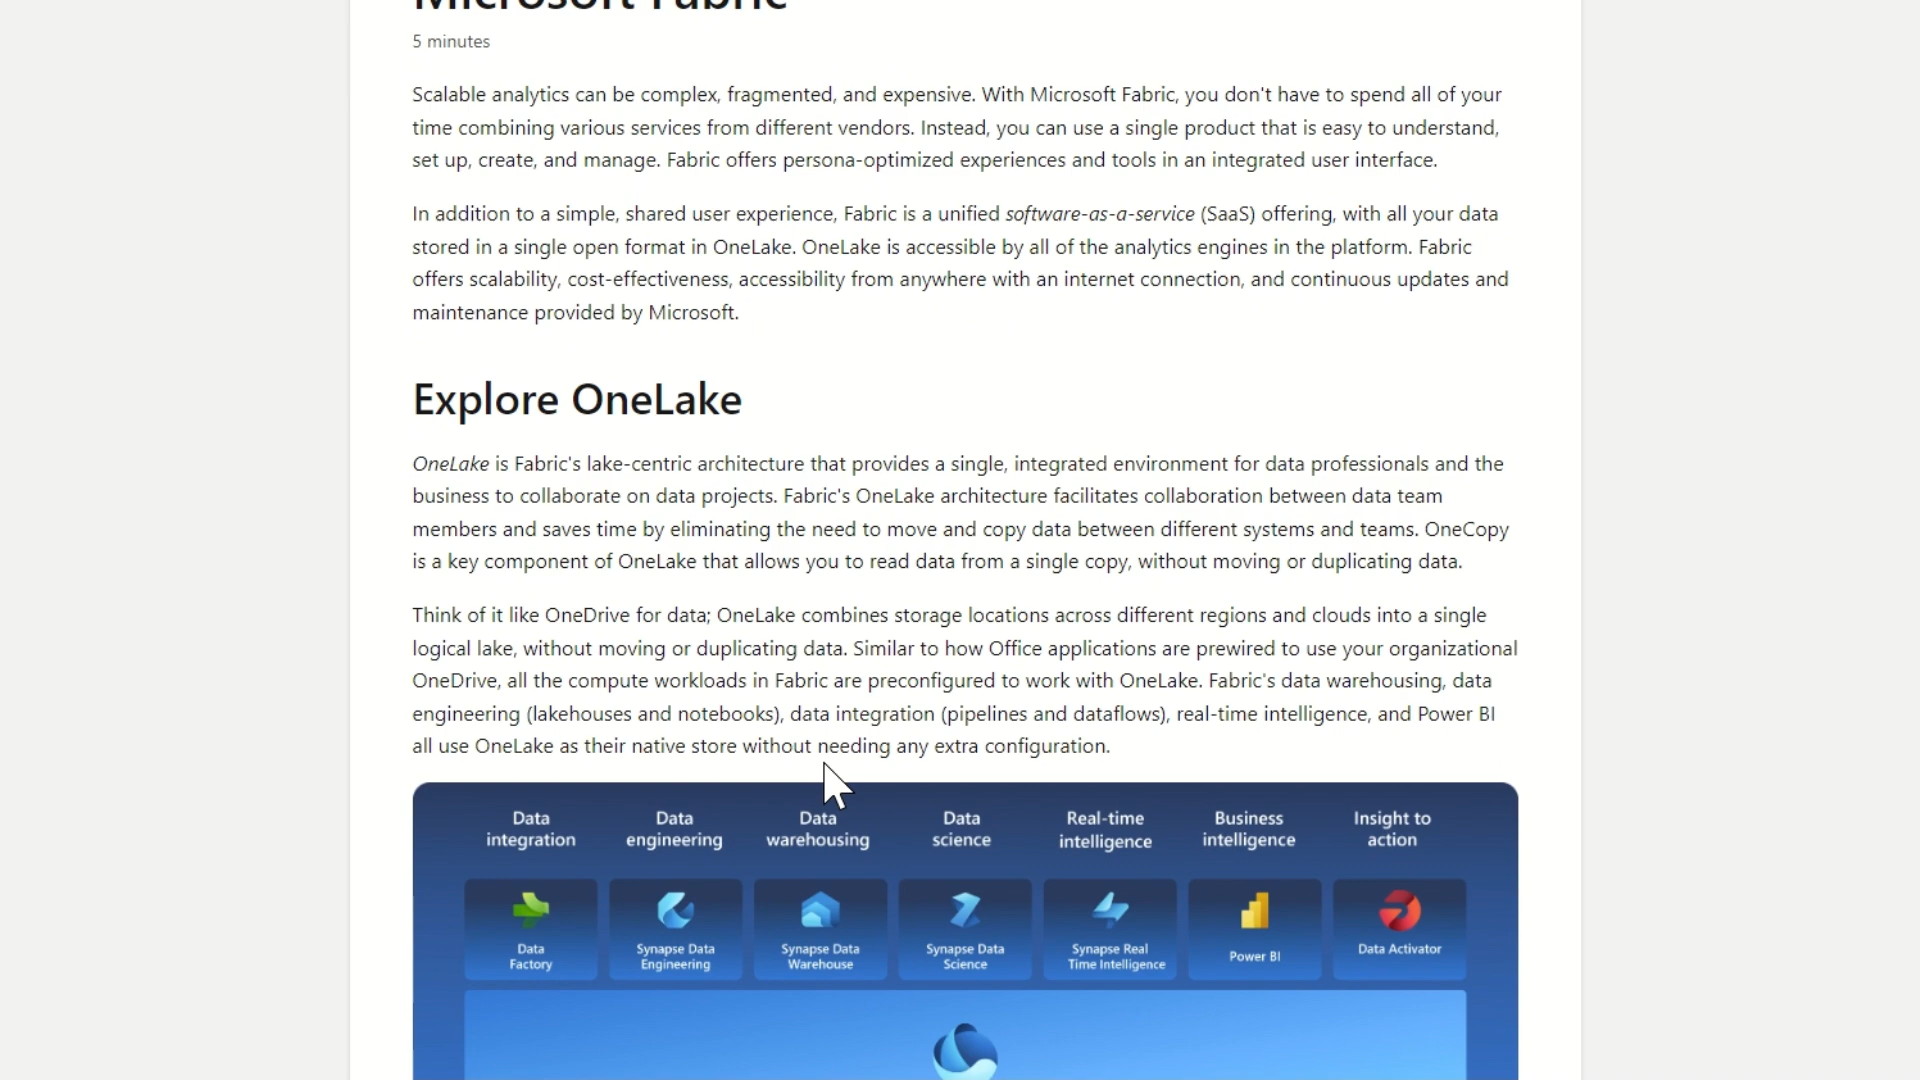 Microsoft Fabric
5 minutes
Scalable analytics can be complex, fragmented, and expensive. With Microsoft Fabric, you don't have to spend all of your
time combining various services from different vendors. Instead, you can use a single product that is easy to understand,
set up, create, and manage. Fabric offers persona-optimized experiences and tools in an integrated user interface.
In addition to a simple, shared user experience, Fabric is a unified software-as-a-service (SaaS) offering, with all your data
stored in a single open format in OneLake. OneLake is accessible by all of the analytics engines in the platform. Fabric
offers scalability, cost-effectiveness, accessibility from anywhere with an internet connection, and continuous updates and
maintenance provided by Microsoft.
Explore OneLake
OneLake is Fabric's lake-centric architecture that provides a single, integrated environment for data professionals and the
business to collaborate on data projects. Fabric's OneLake architecture facilitates collaboration between data team
members and saves time by eliminating the need to move and copy data between different systems and teams. OneCopy
is a key component of OneLake that allows you to read data from a single copy, without moving or duplicating data.
Think of it like OneDrive for data; OneLake combines storage locations across different regions and clouds into a single
logical lake, without moving or duplicating data. Similar to how Office applications are prewired to use your organizational
OneDrive, all the compute workloads in Fabric are preconfigured to work with OneLake. Fabric's data warehousing, data
engineering (lakehouses and notebooks), data integration (pipelines and dataflows), real-time intelligence, and Power BI
all use OneLake as their native store without needing any extra configuration.
Data
integration
Data
engineering
Data
warehousing
Data
science
Real-time
intelligence
Business
intelligence
Insight to
action
Data
Factory
Synapse Data
Engineering
Synapse Data
Warehouse
Synapse Data
Science
Synapse Real
Time Intelligence
Power BI
Data Activator